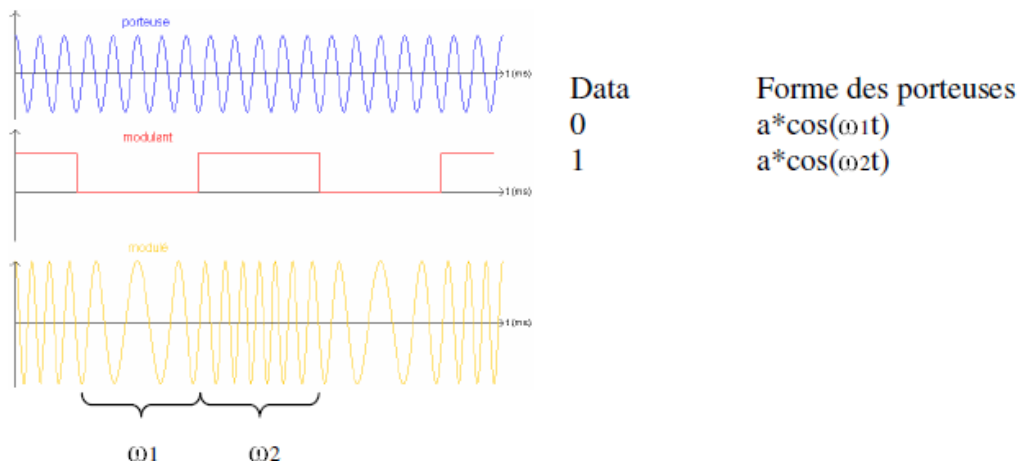 porteuse
t(ms)
modulant
t(ms)
modulé
t(ms)
ω1 ω2
Data Forme des porteuses
0 a*cos(ω1t)
1 a*cos(ω2t)